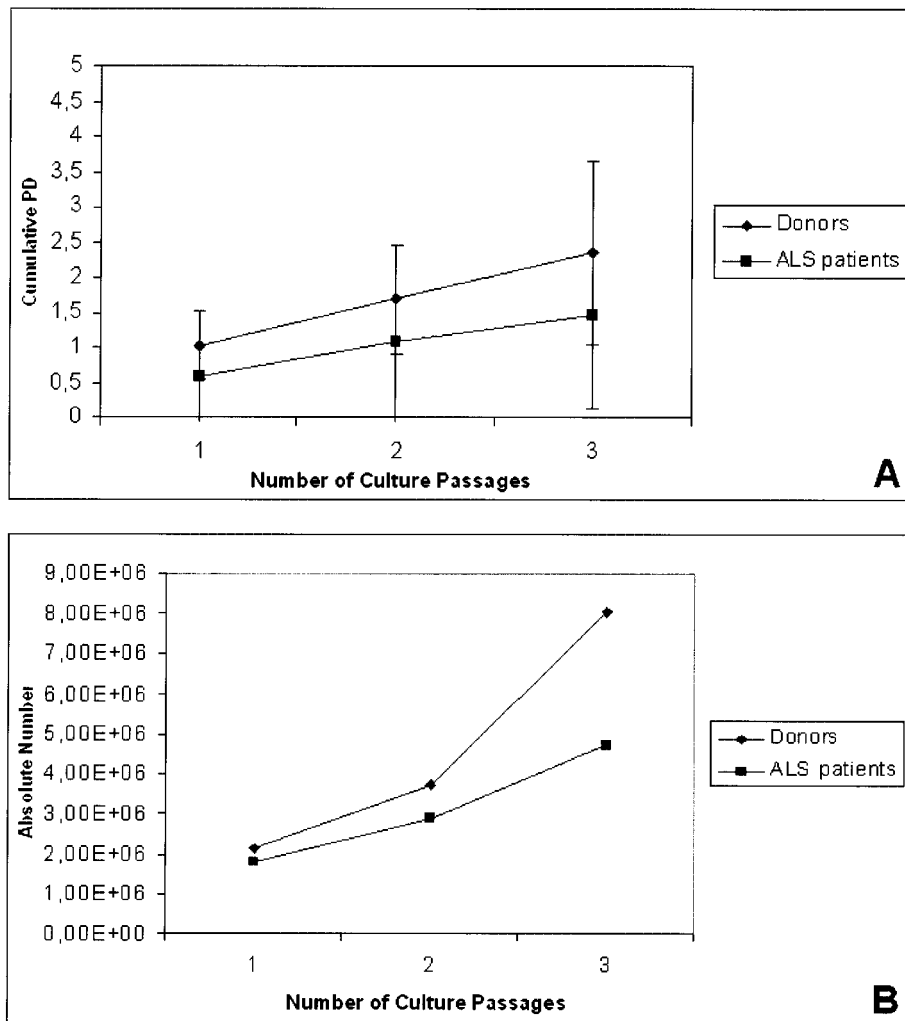 5
4,5
4
3,5
3
2,5
2
1,5
1
0,5
0
Cumulative PD
1 2 3
Number of Culture Passages
Donors
ALS patients
A
9,00E+06
8,00E+06
7,00E+06
6,00E+06
5,00E+06
4,00E+06
3,00E+06
2,00E+06
1,00E+06
0,00E+00
Absolute Number
1 2 3
Number of Culture Passages
Donors
ALS patients
B